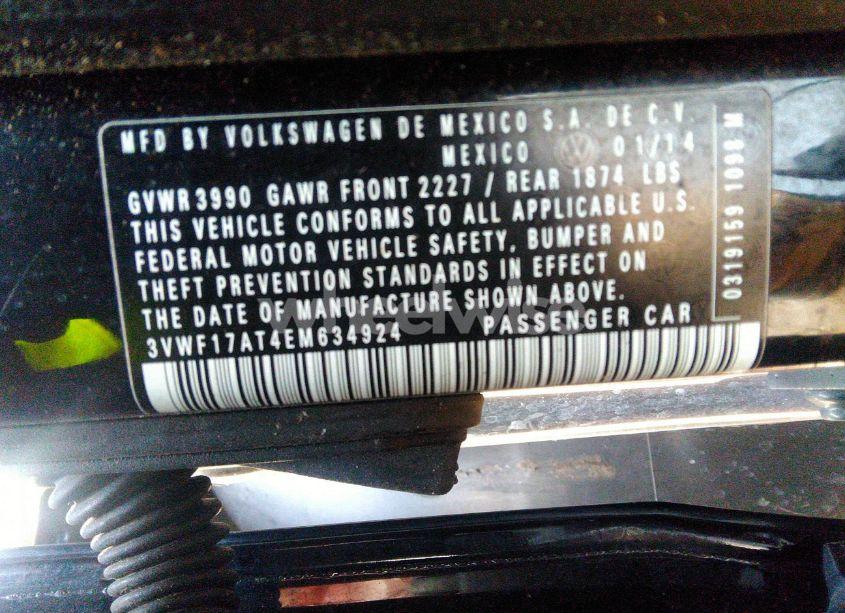 MFD BY VOLKSWAGEN DE MEXICO S.A. DE C.V.
MEXICO 01/14
GVWR 3990 GAWR FRONT 2227 / REAR 1874 LBS
THIS VEHICLE CONFORMS TO ALL APPLICABLE U.S.
FEDERAL MOTOR VEHICLE SAFETY, BUMPER AND
THEFT PREVENTION STANDARDS IN EFFECT ON
THE DATE OF MANUFACTURE SHOWN ABOVE.
3VWF17AT4EM634924 PASSENGER CAR
0319159 1098 M
wheelwise